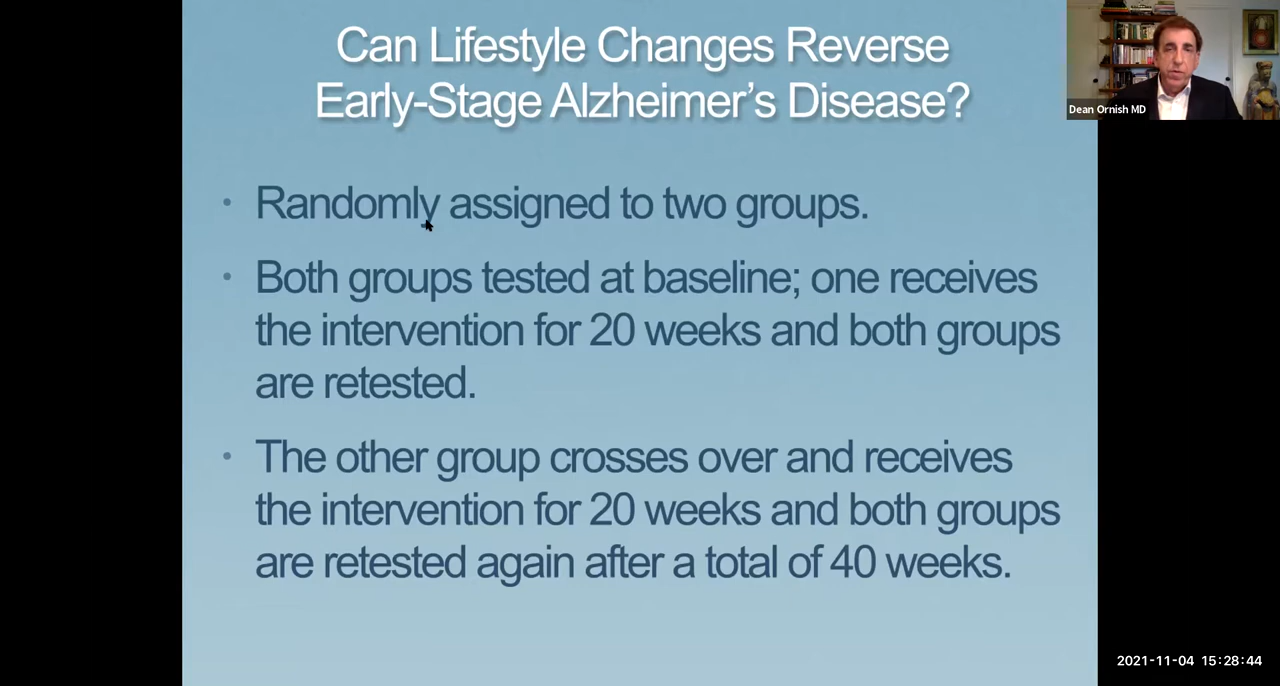 Can Lifestyle Changes Reverse
Early-Stage Alzheimer's Disease?
Dean Ornish MD
• Randomly assigned to two groups.
• Both groups tested at baseline; one receives
the intervention for 20 weeks and both groups
are retested.
• The other group crosses over and receives
the intervention for 20 weeks and both groups
are retested again after a total of 40 weeks.
2021-11-04 15:28:44